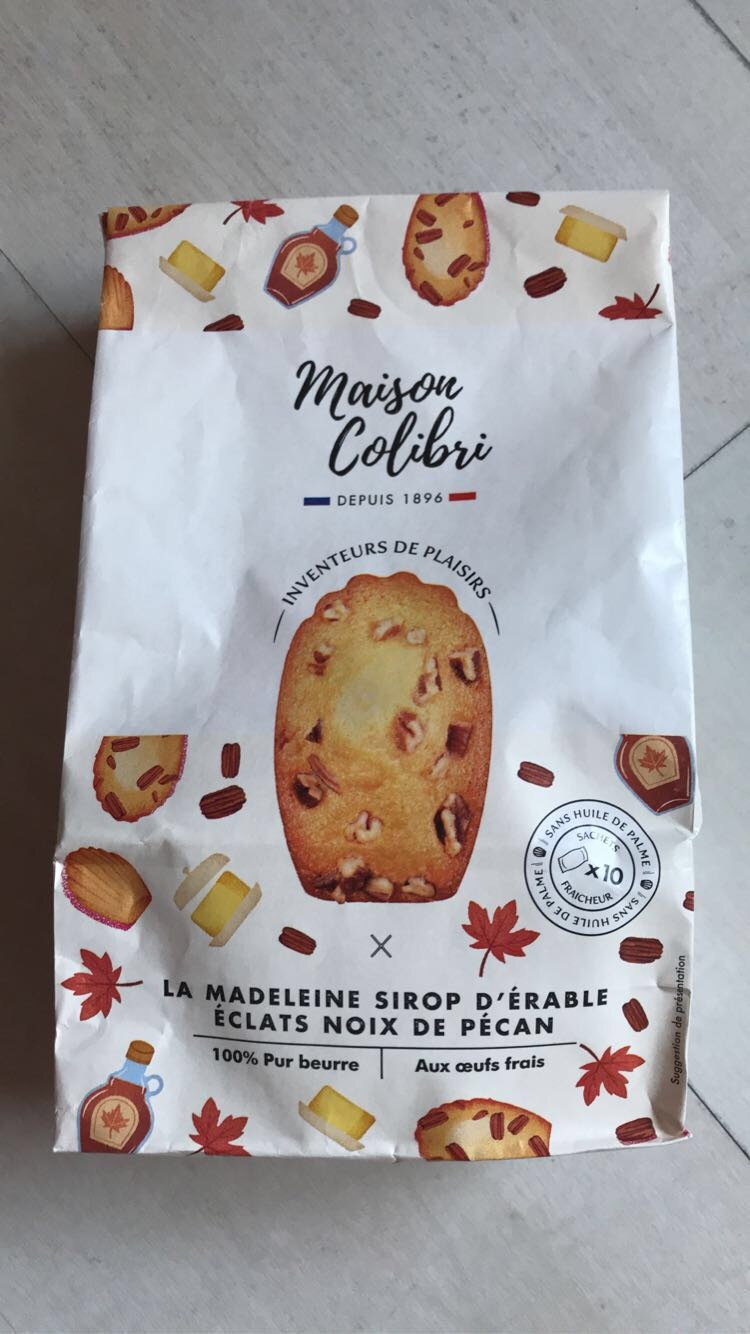 Maison
Colibri
DEPUIS 1896
INVENTEURS DE PLAISIRS
SANS HUILE DE PALME
SACHETS
x10
FRAICHEUR
SANS HUILE DE PALME
X
LA MADELEINE SIROP D'ÉRABLE
ÉCLATS NOIX DE PÉCAN
100% Pur beurre
Aux œufs frais
Suggestion de présentation